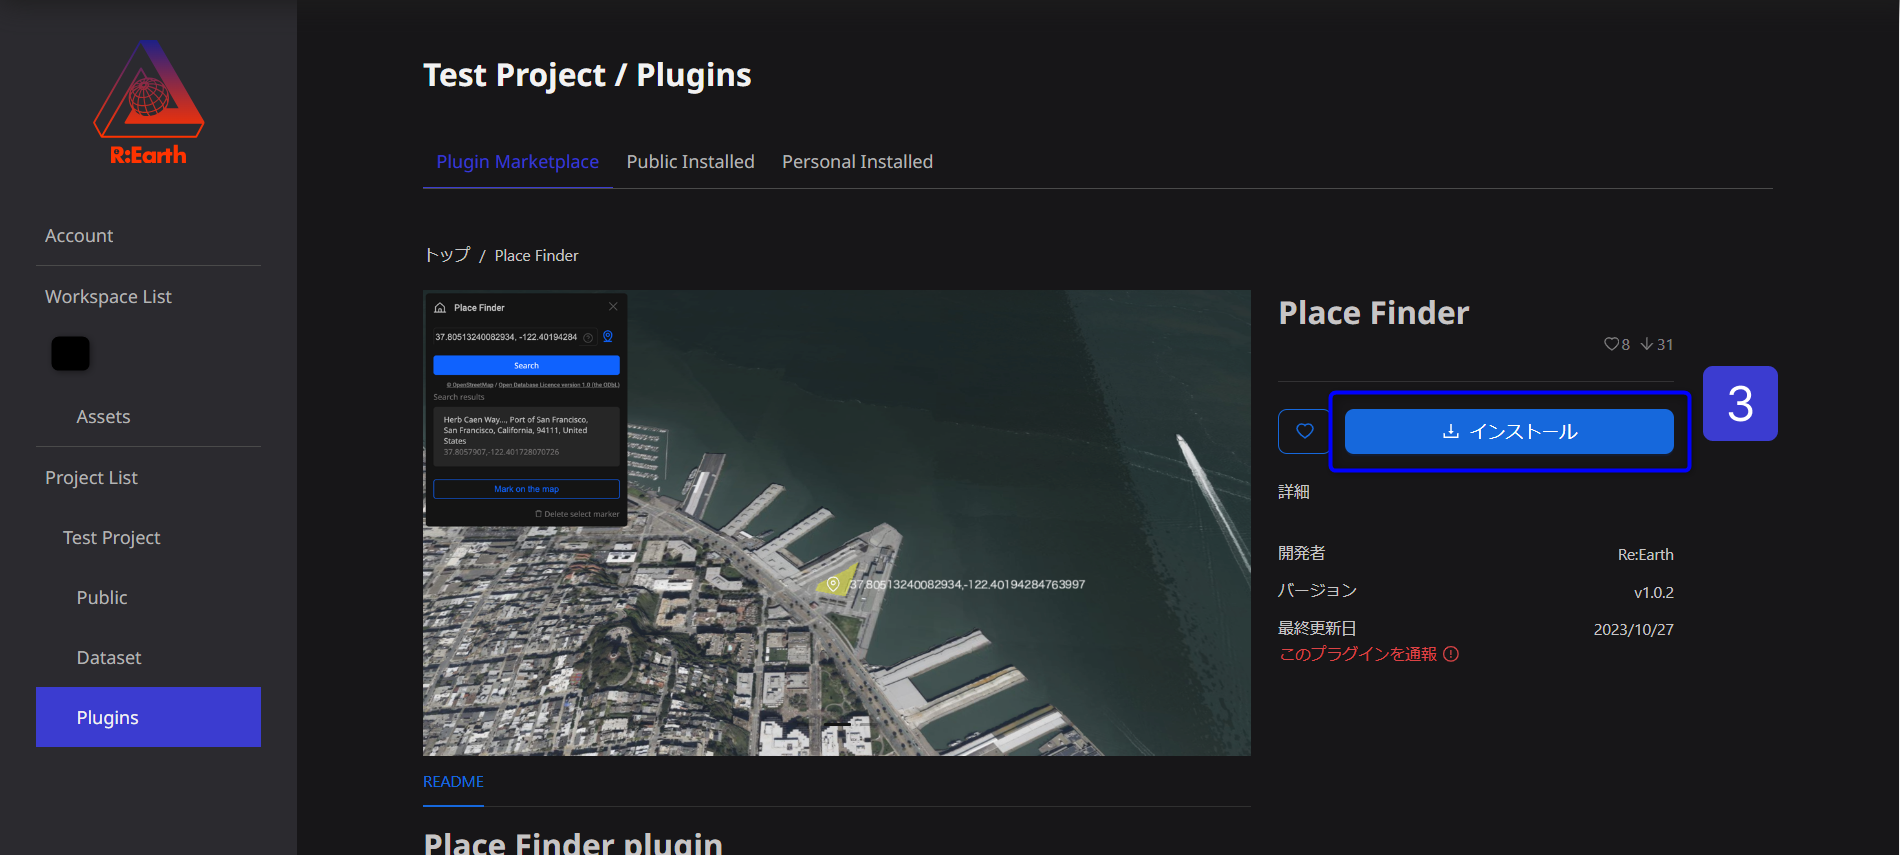 R:Earth
Account
Workspace List
Assets
Project List
Test Project
Public
Dataset
Plugins
Test Project / Plugins
Plugin Marketplace
Public Installed
Personal Installed
トップ / Place Finder
Place Finder
37.80513240082934, -122.40194284
Search
© OpenStreetMap / Open Database Licence version 1.0 (the ODbL)
Search results
Herb Caen Way..., Port of San Francisco,
San Francisco, California, 94111, United
States
37.8057907,-122.401728070726
Mark on the map
Delete select marker
37.80513240082934,-122.40194284763997
Place Finder
8 31
インストール
3
詳細
開発者 Re:Earth
バージョン v1.0.2
最終更新日 2023/10/27
このプラグインを通報
README
Place Finder plugin